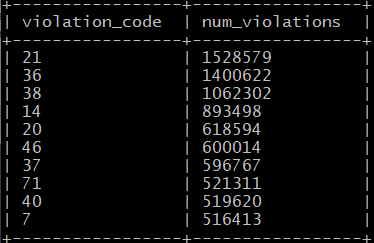 +----------------+----------------+
| violation_code | num_violations |
+----------------+----------------+
| 21 | 1528579 |
| 36 | 1400622 |
| 38 | 1062302 |
| 14 | 893498 |
| 20 | 618594 |
| 46 | 600014 |
| 37 | 596767 |
| 71 | 521311 |
| 40 | 519620 |
| 7 | 516413 |
+----------------+----------------+